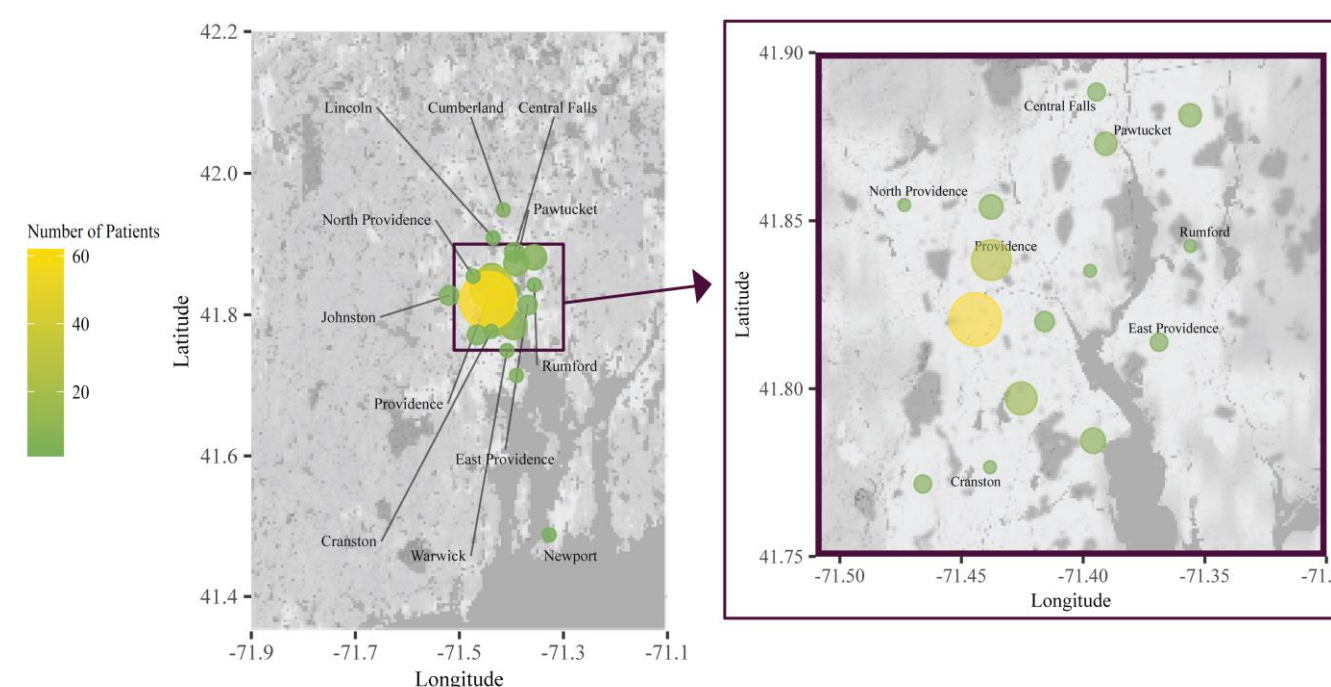 Number of Patients
60
40
20
Latitude
42.2
42.0
41.8
41.6
41.4
Lincoln
Cumberland
Central Falls
North Providence
Pawtucket
Johnston
Rumford
Providence
East Providence
Cranston
Warwick
Newport
-71.9
-71.7
-71.5
-71.3
-71.1
Longitude
Latitude
41.90
41.85
41.80
41.75
Central Falls
Pawtucket
North Providence
Rumford
Providence
East Providence
Cranston
-71.50
-71.45
-71.40
-71.35
-71.
Longitude